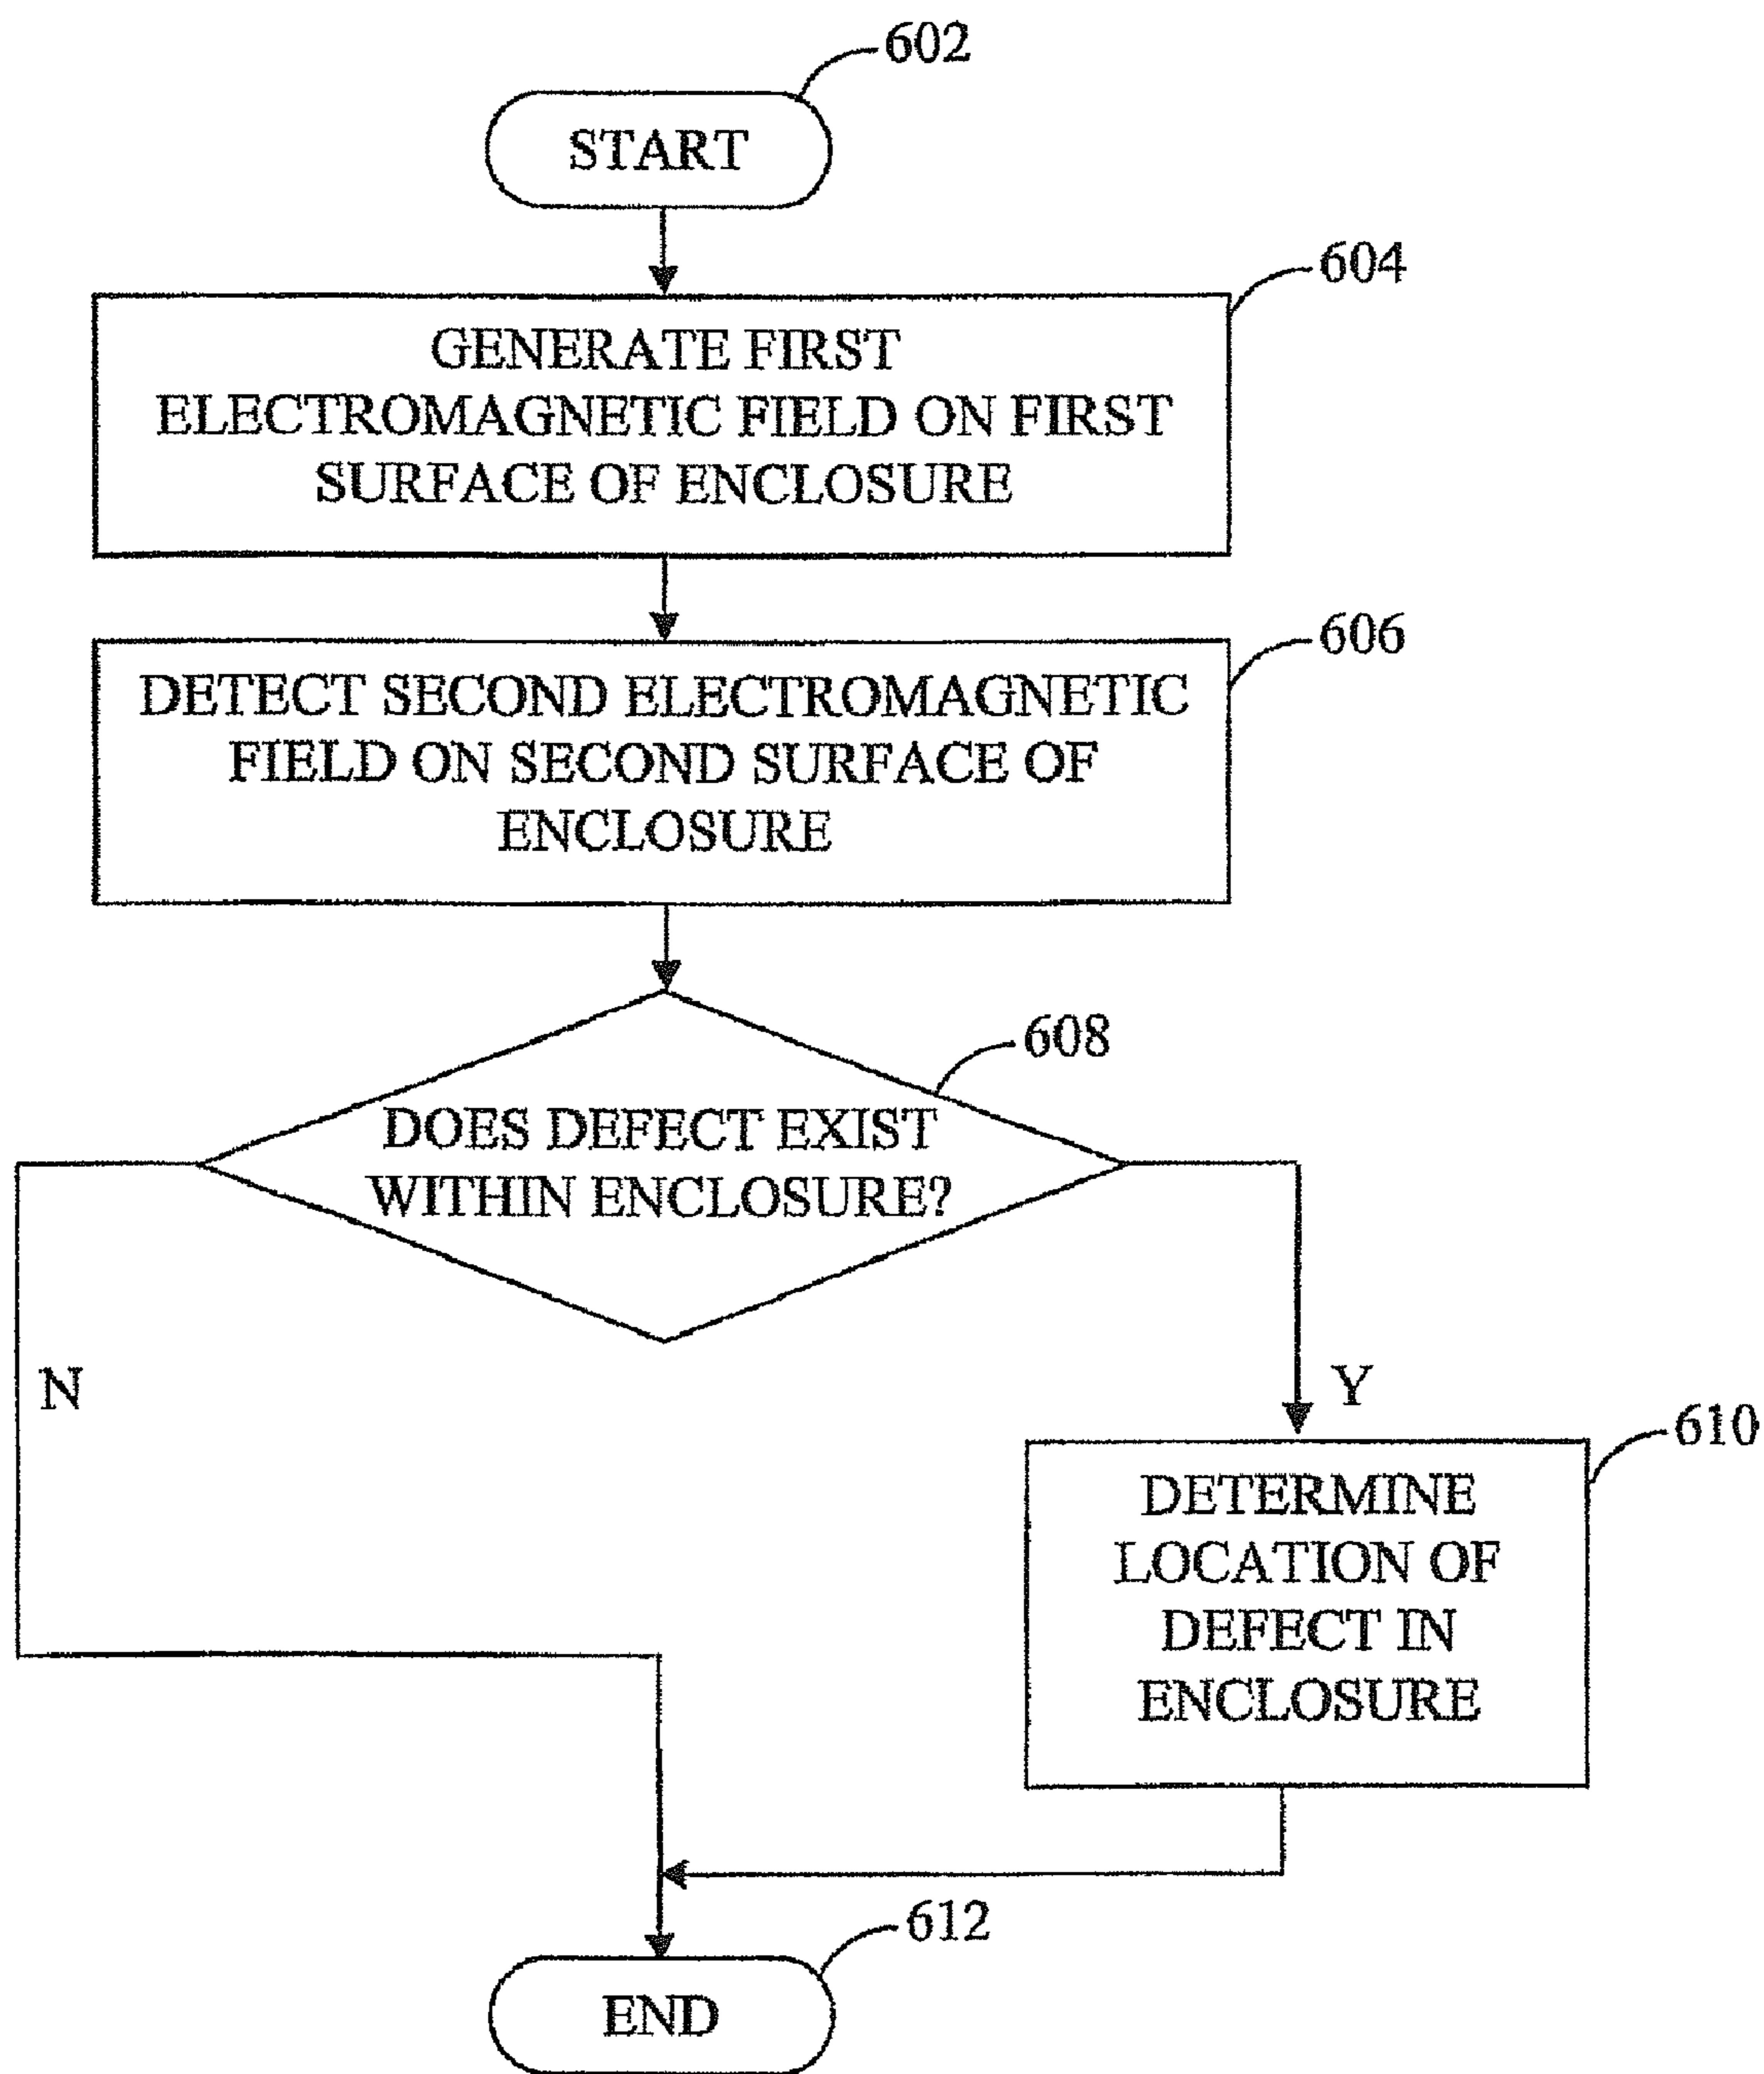 602
START
604
GENERATE FIRST
ELECTROMAGNETIC FIELD ON FIRST
SURFACE OF ENCLOSURE
606
DETECT SECOND ELECTROMAGNETIC
FIELD ON SECOND SURFACE OF
ENCLOSURE
608
DOES DEFECT EXIST
WITHIN ENCLOSURE?
N
Y
610
DETERMINE
LOCATION OF
DEFECT IN
ENCLOSURE
612
END